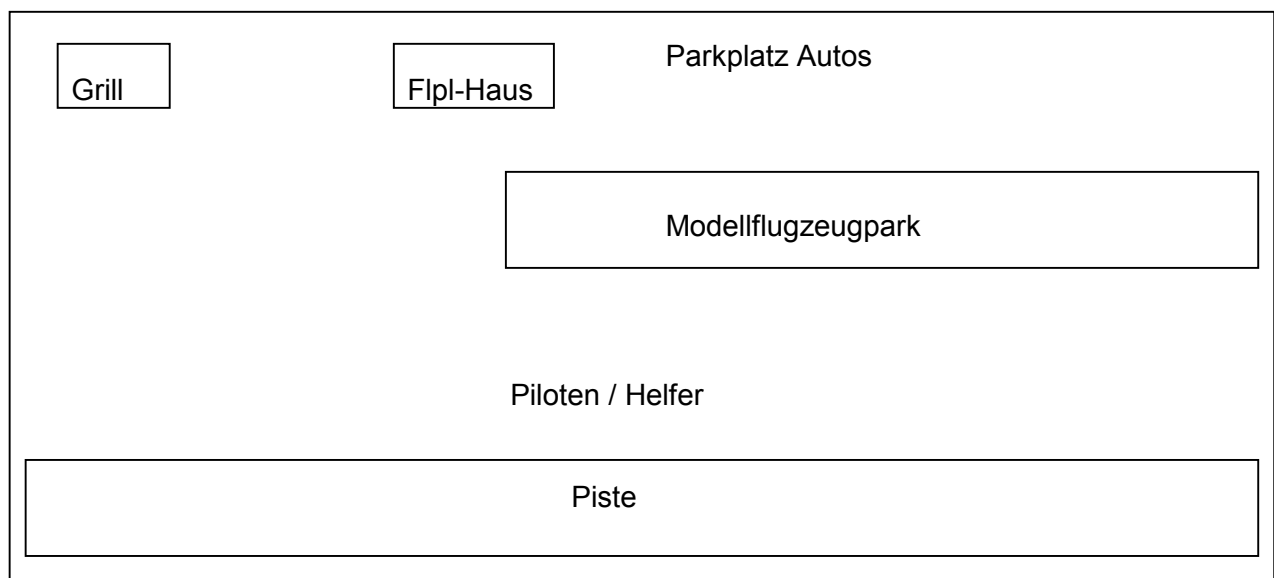 Parkplatz Autos
Grill
Flpl-Haus
Modellflugzeugpark
Piloten / Helfer
Piste